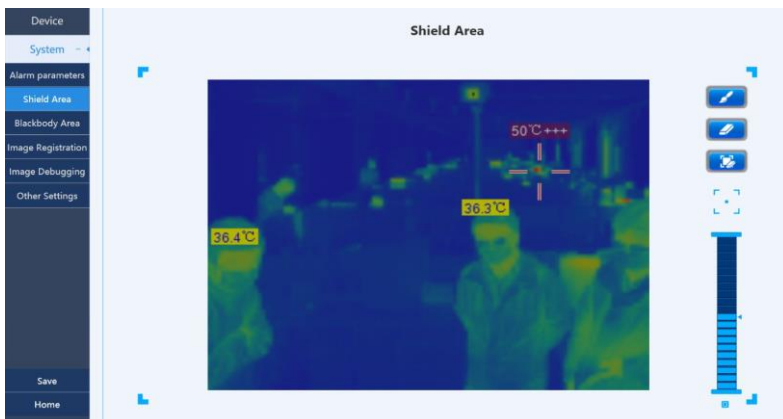 Device
System
Shield Area
Alarm parameters
Shield Area
Blackbody Area
Image Registration
Image Debugging
Other Settings
Save
Home
50℃+++
36.3℃
36.4℃